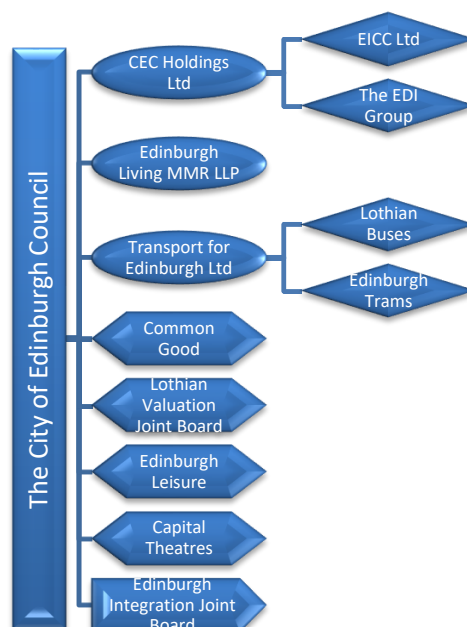 The City of Edinburgh Council
CEC Holdings
Ltd
EICC Ltd
The EDI
Group
Edinburgh
Living MMR LLP
Transport for
Edinburgh Ltd
Lothian
Buses
Edinburgh
Trams
Common
Good
Lothian
Valuation
Joint Board
Edinburgh
Leisure
Capital
Theatres
Edinburgh
Integration Joint
Board